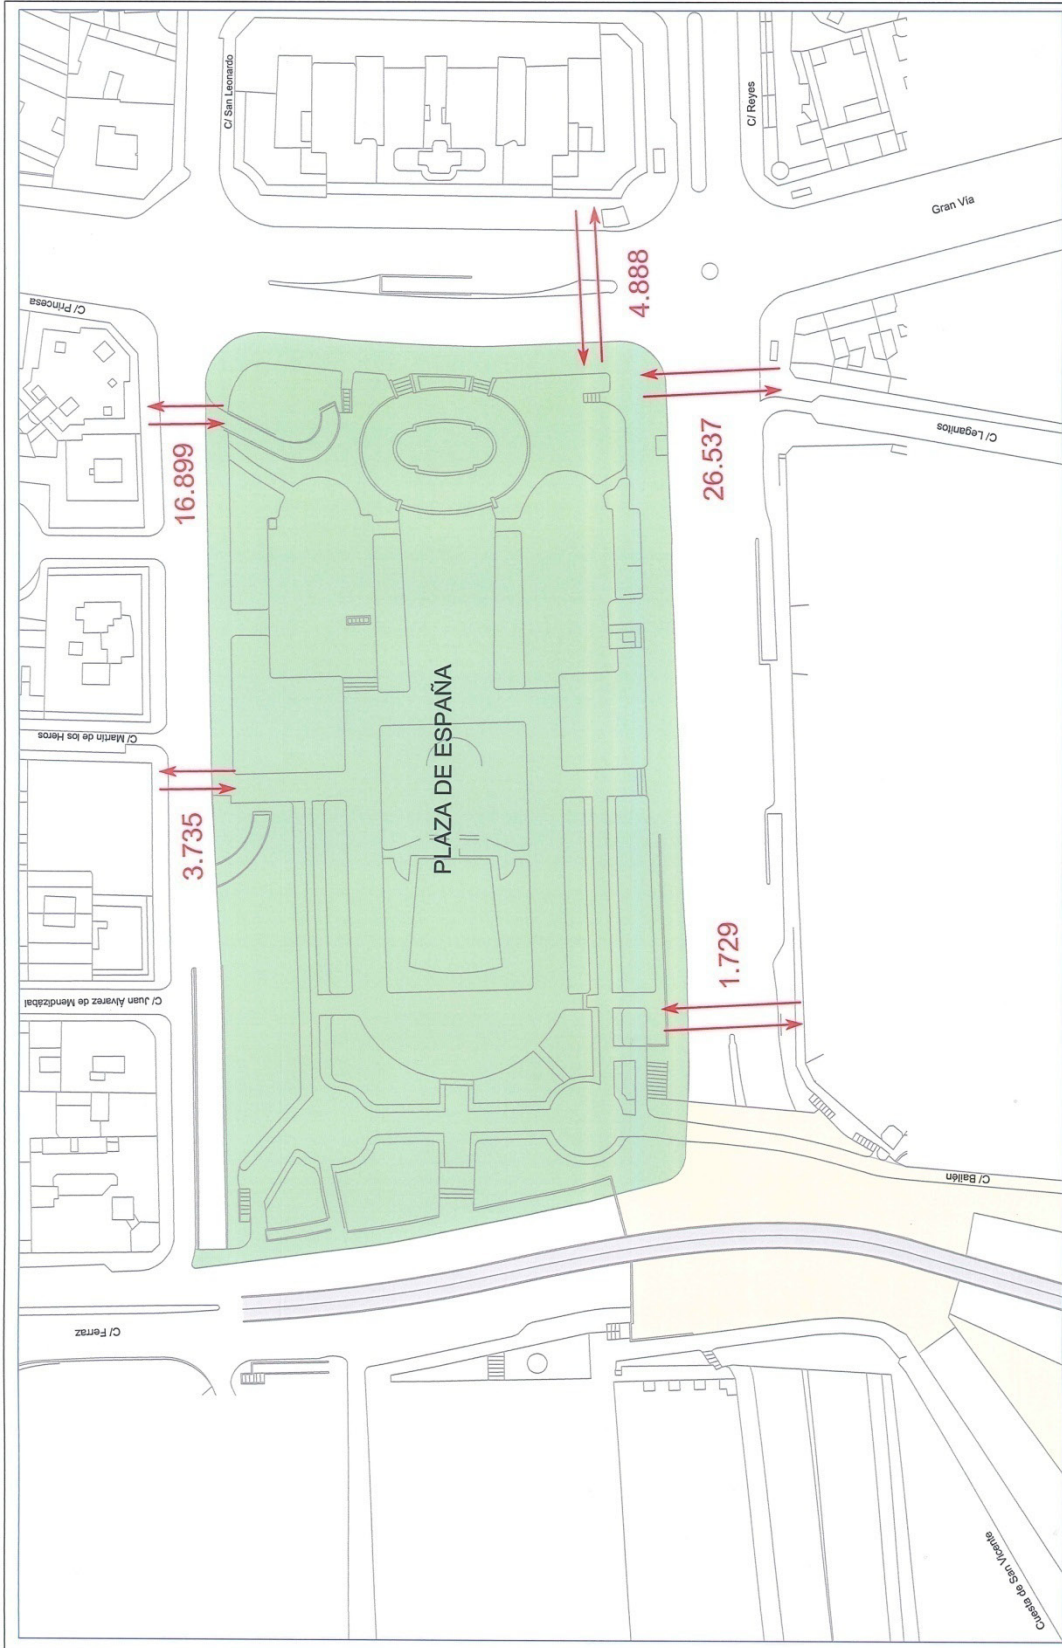 C/ San Leonardo
C/ Reyes
Gran Vía
C/ Princesa
4.888
16.899
26.537
C/ Leganitos
C/ Martín de los Heros
PLAZA DE ESPAÑA
3.735
1.729
C/ Juan Álvarez de Mendizábal
C/ Bailén
C/ Ferraz
Cuesta de San Vicente